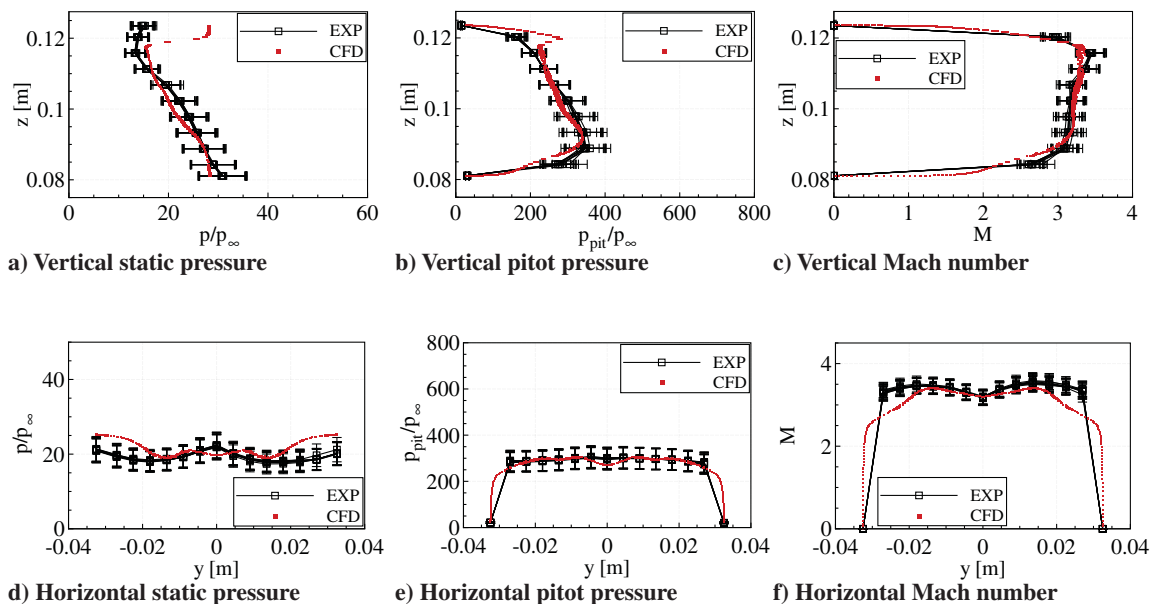 0.12
0.1
0.08
z [m]
0
20
40
60
p/p∞
EXP
CFD
a) Vertical static pressure
0.12
0.1
0.08
z [m]
0
200
400
600
800
p_pit/p∞
EXP
CFD
b) Vertical pitot pressure
0.12
0.1
0.08
z [m]
0
1
2
3
4
M
EXP
CFD
c) Vertical Mach number
40
20
0
p/p∞
-0.04
-0.02
0
0.02
0.04
y [m]
EXP
CFD
d) Horizontal static pressure
800
600
400
200
0
p_pit/p∞
-0.04
-0.02
0
0.02
0.04
y [m]
EXP
CFD
e) Horizontal pitot pressure
4
2
0
M
-0.04
-0.02
0
0.02
0.04
y [m]
EXP
CFD
f) Horizontal Mach number